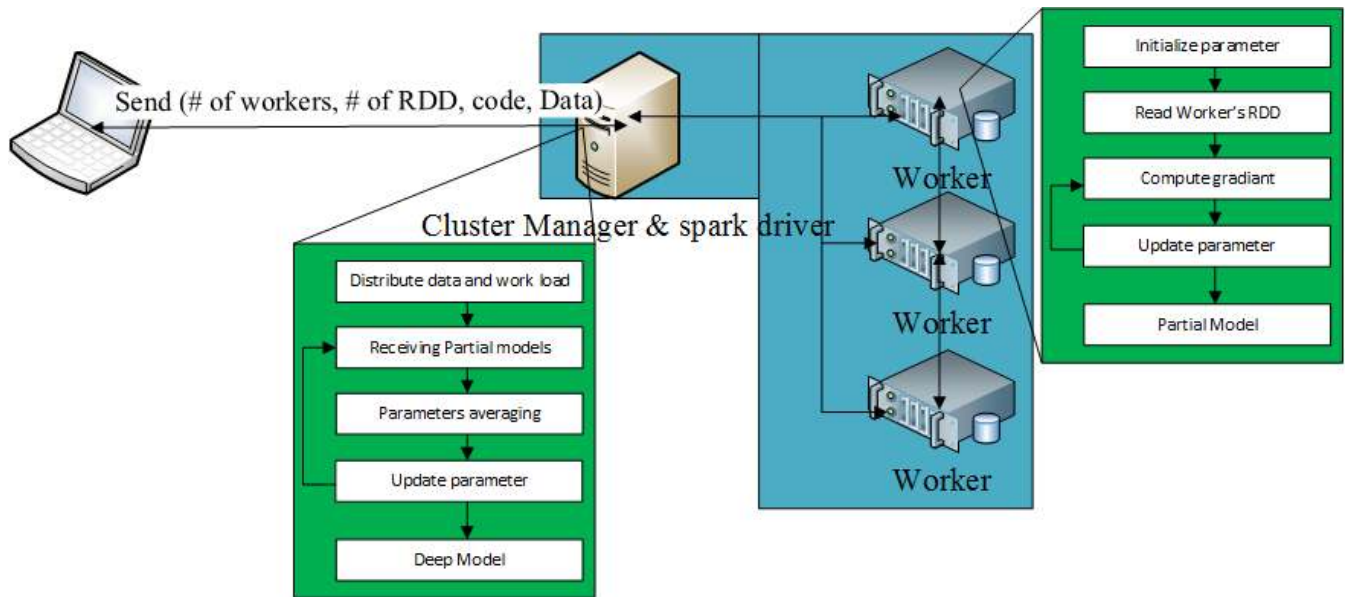 Send (# of workers, # of RDD, code, Data)
Cluster Manager & spark driver
Distribute data and work load
Receiving Partial models
Parameters averaging
Update parameter
Deep Model
Worker
Worker
Worker
Initialize parameter
Read Worker's RDD
Compute gradiant
Update parameter
Partial Model